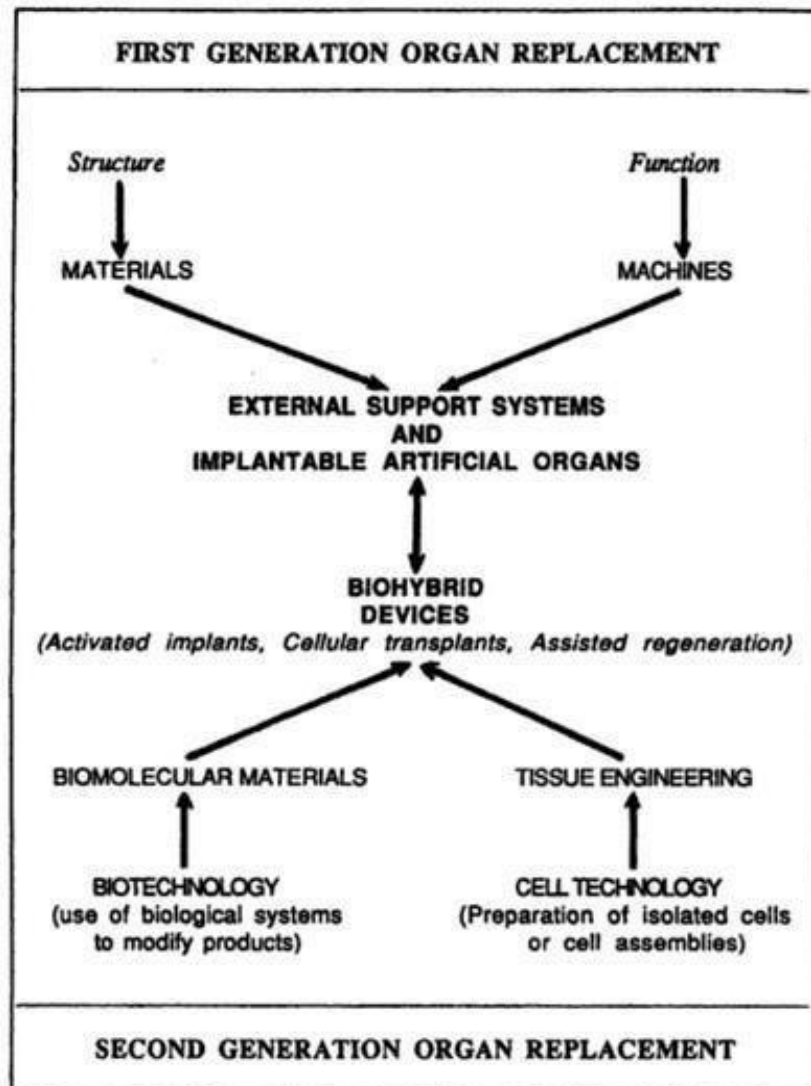 FIRST GENERATION ORGAN REPLACEMENT
Structure
Function
MATERIALS
MACHINES
EXTERNAL SUPPORT SYSTEMS
AND
IMPLANTABLE ARTIFICIAL ORGANS
BIOHYBRID
DEVICES
(Activated implants, Cellular transplants, Assisted regeneration)
BIOMOLECULAR MATERIALS
TISSUE ENGINEERING
BIOTECHNOLOGY
(use of biological systems
to modify products)
CELL TECHNOLOGY
(Preparation of isolated cells
or cell assemblies)
SECOND GENERATION ORGAN REPLACEMENT